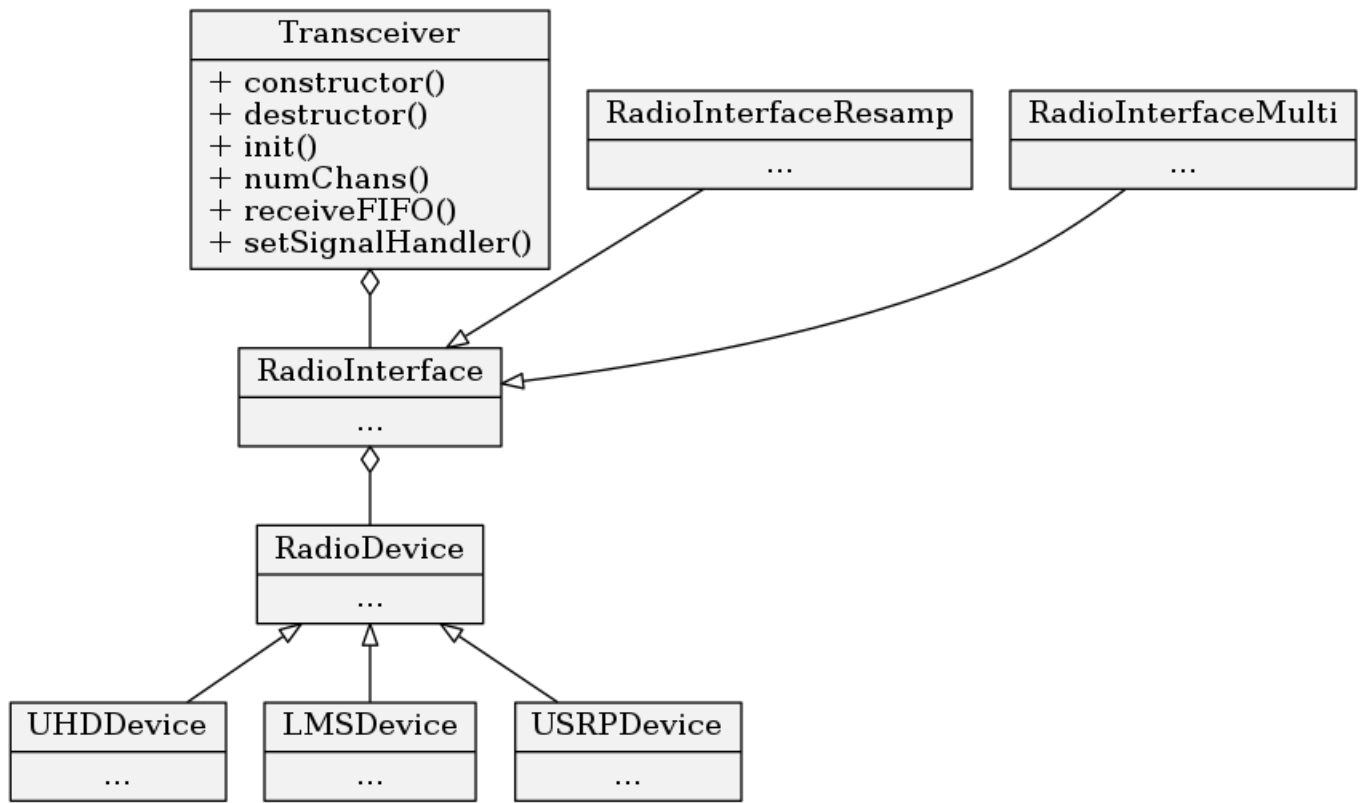 Transceiver
+ constructor()
+ destructor()
+ init()
+ numChans()
+ receiveFIFO()
+ setSignalHandler()
RadioInterfaceResamp
...
RadioInterfaceMulti
...
RadioInterface
...
RadioDevice
...
UHDDevice
...
LMSDevice
...
USRPDevice
...